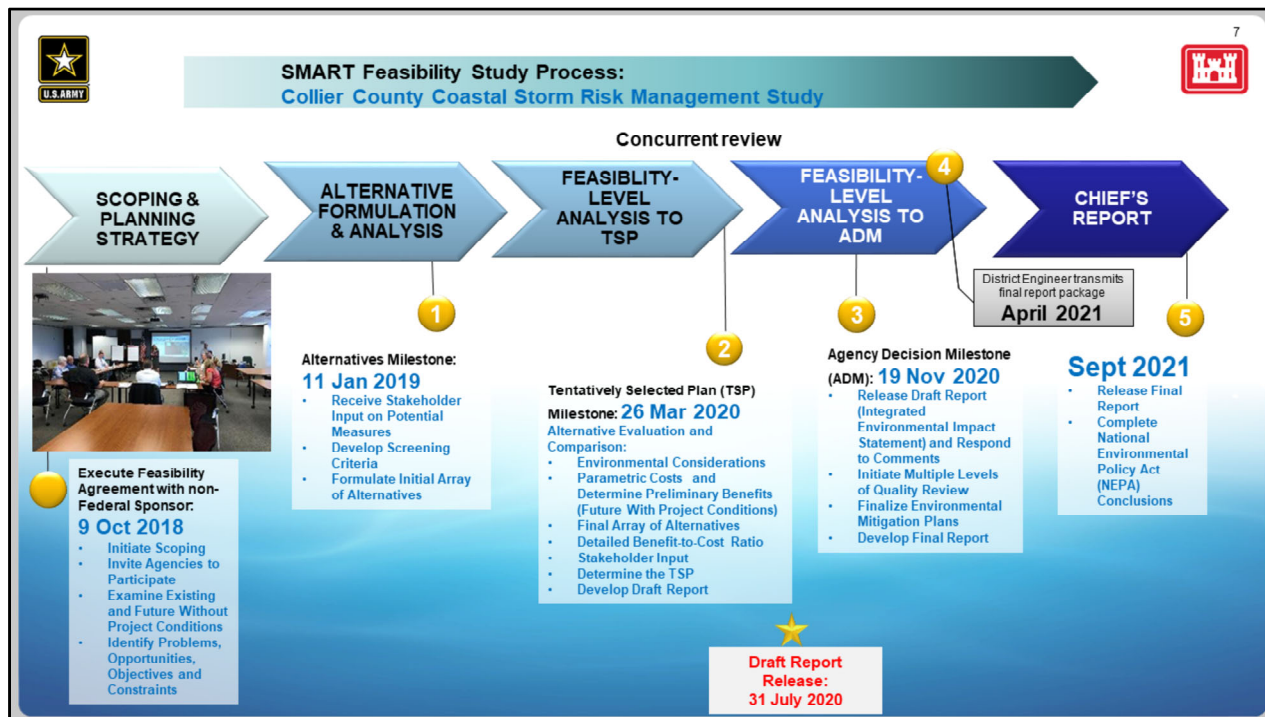 7
U.S.ARMY
SMART Feasibility Study Process:
Collier County Coastal Storm Risk Management Study
Concurrent review
SCOPING &
PLANNING
STRATEGY
ALTERNATIVE
FORMULATION
& ANALYSIS
FEASIBLITY-
LEVEL
ANALYSIS TO
TSP
FEASIBILITY-
LEVEL
ANALYSIS TO
ADM
4
CHIEF'S
REPORT
District Engineer transmits
final report package
April 2021
1
2
3
5
Execute Feasibility
Agreement with non-
Federal Sponsor:
9 Oct 2018
• Initiate Scoping
• Invite Agencies to
Participate
• Examine Existing
and Future Without
Project Conditions
• Identify Problems,
Opportunities,
Objectives and
Constraints
Alternatives Milestone:
11 Jan 2019
• Receive Stakeholder
Input on Potential
Measures
• Develop Screening
Criteria
• Formulate Initial Array
of Alternatives
Tentatively Selected Plan (TSP)
Milestone: 26 Mar 2020
Alternative Evaluation and
Comparison:
• Environmental Considerations
• Parametric Costs and
Determine Preliminary Benefits
(Future With Project Conditions)
• Final Array of Alternatives
• Detailed Benefit-to-Cost Ratio
• Stakeholder Input
• Determine the TSP
• Develop Draft Report
Agency Decision Milestone
(ADM): 19 Nov 2020
• Release Draft Report
(Integrated
Environmental Impact
Statement) and Respond
to Comments
• Initiate Multiple Levels
of Quality Review
• Finalize Environmental
Mitigation Plans
• Develop Final Report
Sept 2021
• Release Final
Report
• Complete
National
Environmental
Policy Act
(NEPA)
Conclusions
Draft Report
Release:
31 July 2020